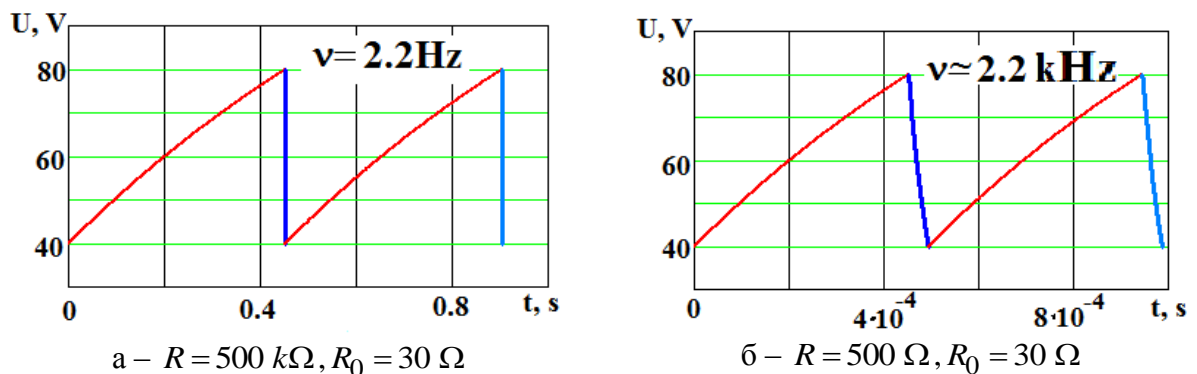 U, V
80
60
40
0
0.4
0.8
t, s
ν=2.2Hz
а – R = 500 kΩ, R₀ = 30 Ω
U, V
80
60
40
0
4·10⁻⁴
8·10⁻⁴
t, s
ν≃2.2 kHz
б – R = 500 Ω, R₀ = 30 Ω